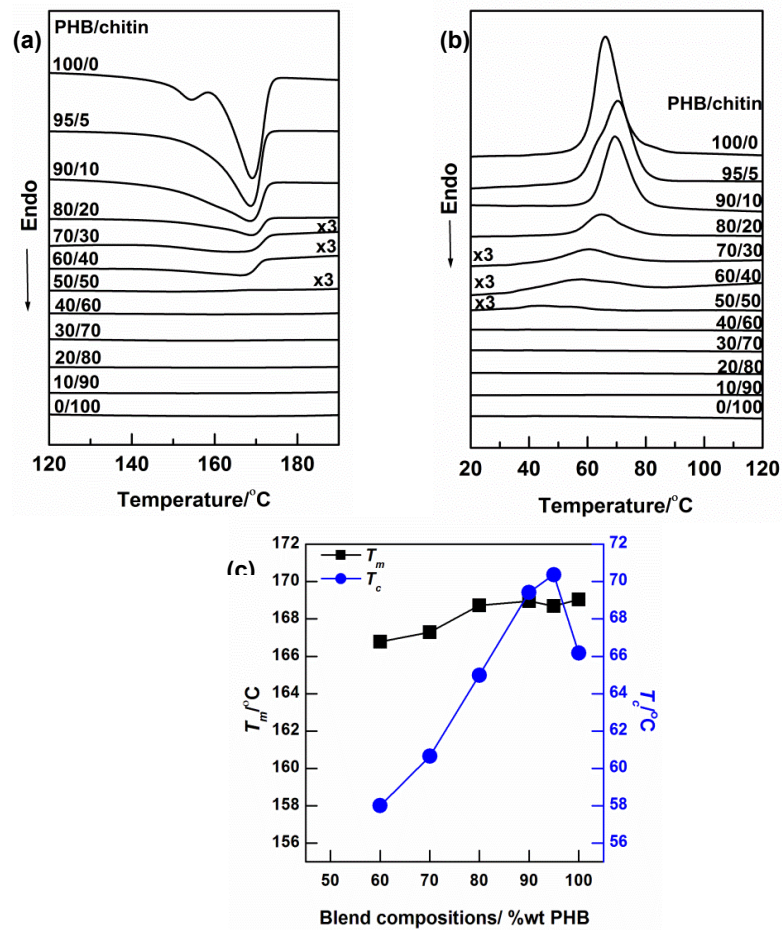 (a)
PHB/chitin
100/0
95/5
90/10
80/20
70/30
60/40
50/50
40/60
30/70
20/80
10/90
0/100
x3
x3
x3
Endo
120 140 160 180
Temperature/°C
(b)
PHB/chitin
100/0
95/5
90/10
80/20
70/30
60/40
50/50
40/60
30/70
20/80
10/90
0/100
x3
x3
x3
Endo
20 40 60 80 100 120
Temperature/°C
(c)
Tm
Tc
172
170
168
166
164
162
160
158
156
Tm/°C
72
70
68
66
64
62
60
58
56
Tc/°C
50 60 70 80 90 100
Blend compositions/ %wt PHB